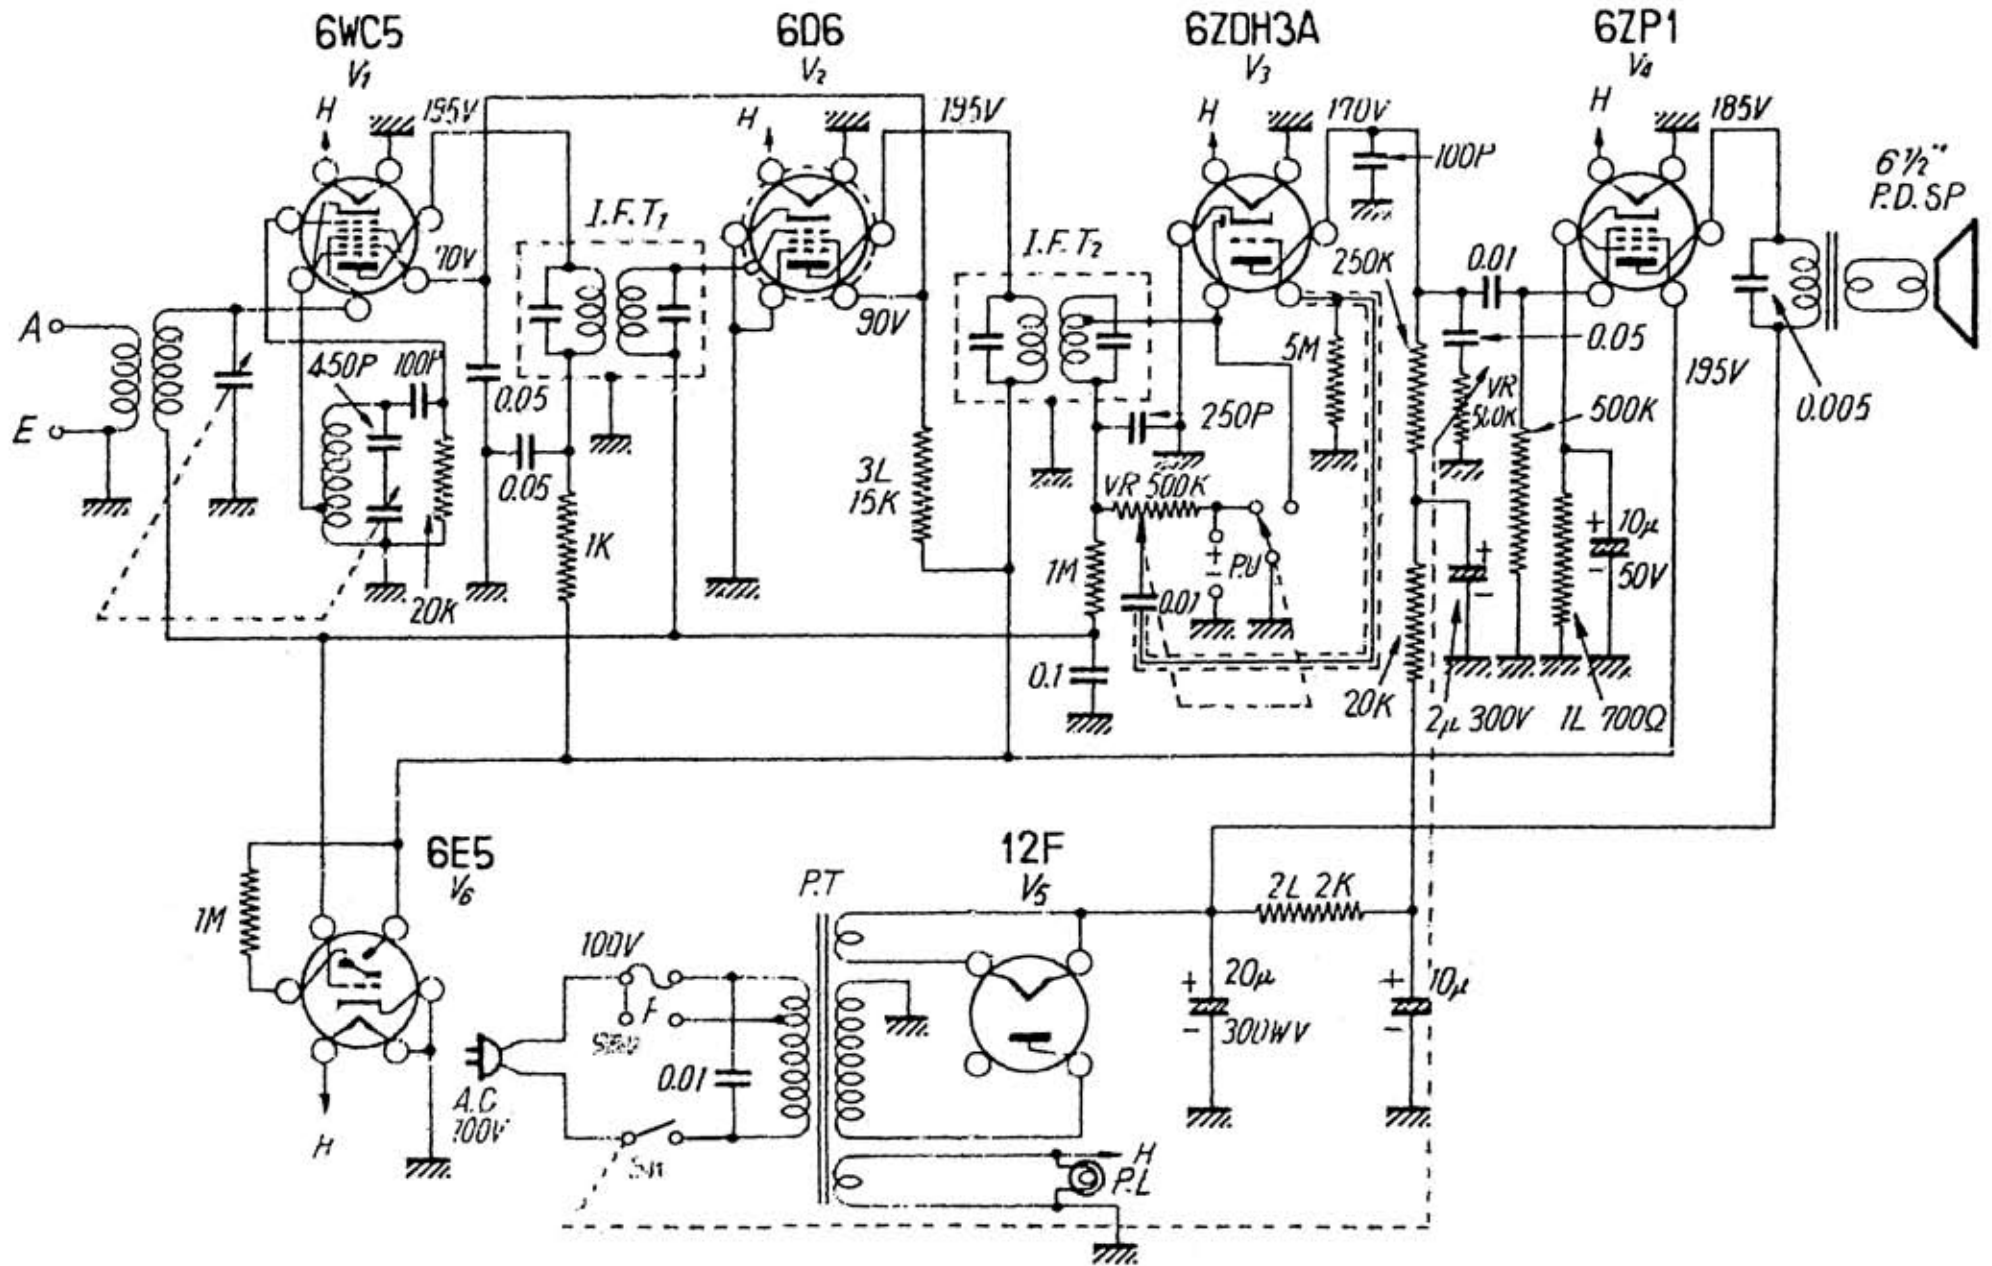 6WC5
V1
6D6
V2
6ZDH3A
V3
6ZP1
V4
H
195V
H
195V
H
170V
H
185V
100P
6½"
P.D.SP
I.F.T1
70V
I.F.T2
250K
0.01
90V
A
0.05
195V
450P
100P
5M
VR
500K
0.005
0.05
250P
500K
E
0.05
3L
15K
VR 500K
10μ
50V
1K
1M
P.U
0.01
20K
0.1
20K
2μ 300V
1L 700Ω
6E5
V6
12F
V5
P.T
2L 2K
1M
100V
20μ
10μ
F
300WV
0.01
A.C
100V
H
H
P.L